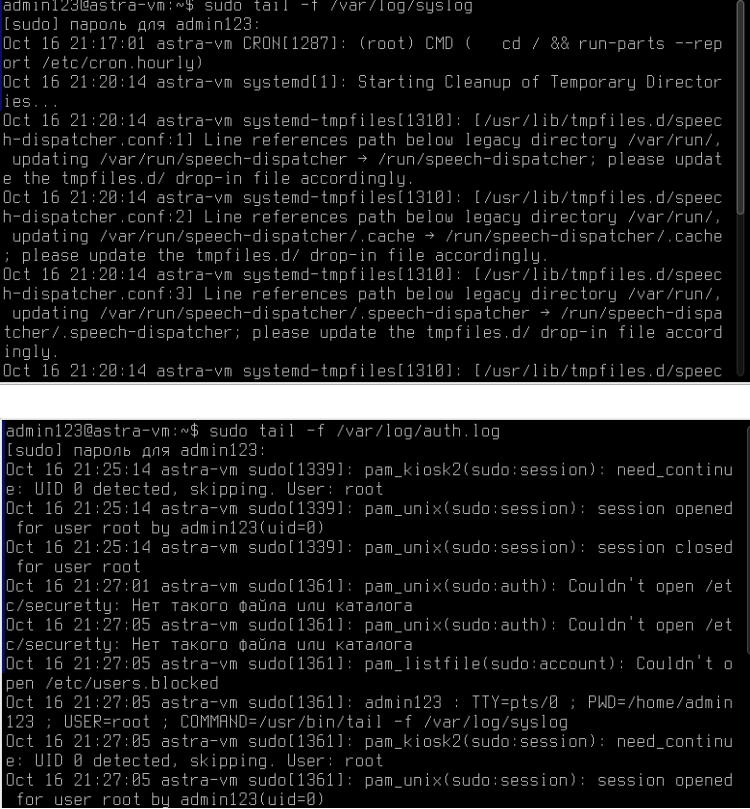 admin123@astra-vm:~$ sudo tail -f /var/log/syslog
[sudo] пароль для admin123:
Oct 16 21:17:01 astra-vm CRON[1287]: (root) CMD (   cd / && run-parts --rep
ort /etc/cron.hourly)
Oct 16 21:20:14 astra-vm systemd[1]: Starting Cleanup of Temporary Director
ies...
Oct 16 21:20:14 astra-vm systemd-tmpfiles[1310]: [/usr/lib/tmpfiles.d/speec
h-dispatcher.conf:1] Line references path below legacy directory /var/run/,
 updating /var/run/speech-dispatcher → /run/speech-dispatcher; please updat
e the tmpfiles.d/ drop-in file accordingly.
Oct 16 21:20:14 astra-vm systemd-tmpfiles[1310]: [/usr/lib/tmpfiles.d/speec
h-dispatcher.conf:2] Line references path below legacy directory /var/run/,
 updating /var/run/speech-dispatcher/.cache → /run/speech-dispatcher/.cache
; please update the tmpfiles.d/ drop-in file accordingly.
Oct 16 21:20:14 astra-vm systemd-tmpfiles[1310]: [/usr/lib/tmpfiles.d/speec
h-dispatcher.conf:3] Line references path below legacy directory /var/run/,
 updating /var/run/speech-dispatcher/.speech-dispatcher → /run/speech-dispa
tcher/.speech-dispatcher; please update the tmpfiles.d/ drop-in file accord
ingly.
Oct 16 21:20:14 astra-vm systemd-tmpfiles[1310]: [/usr/lib/tmpfiles.d/speec
admin123@astra-vm:~$ sudo tail -f /var/log/auth.log
[sudo] пароль для admin123:
Oct 16 21:25:14 astra-vm sudo[1339]: pam_kiosk2(sudo:session): need_continu
e: UID 0 detected, skipping. User: root
Oct 16 21:25:14 astra-vm sudo[1339]: pam_unix(sudo:session): session opened
 for user root by admin123(uid=0)
Oct 16 21:25:14 astra-vm sudo[1339]: pam_unix(sudo:session): session closed
 for user root
Oct 16 21:27:01 astra-vm sudo[1361]: pam_unix(sudo:auth): Couldn't open /et
c/securetty: Нет такого файла или каталога
Oct 16 21:27:05 astra-vm sudo[1361]: pam_unix(sudo:auth): Couldn't open /et
c/securetty: Нет такого файла или каталога
Oct 16 21:27:05 astra-vm sudo[1361]: pam_listfile(sudo:account): Couldn't o
pen /etc/users.blocked
Oct 16 21:27:05 astra-vm sudo[1361]: admin123 : TTY=pts/0 ; PWD=/home/admin
123 ; USER=root ; COMMAND=/usr/bin/tail -f /var/log/syslog
Oct 16 21:27:05 astra-vm sudo[1361]: pam_kiosk2(sudo:session): need_continu
e: UID 0 detected, skipping. User: root
Oct 16 21:27:05 astra-vm sudo[1361]: pam_unix(sudo:session): session opened
 for user root by admin123(uid=0)